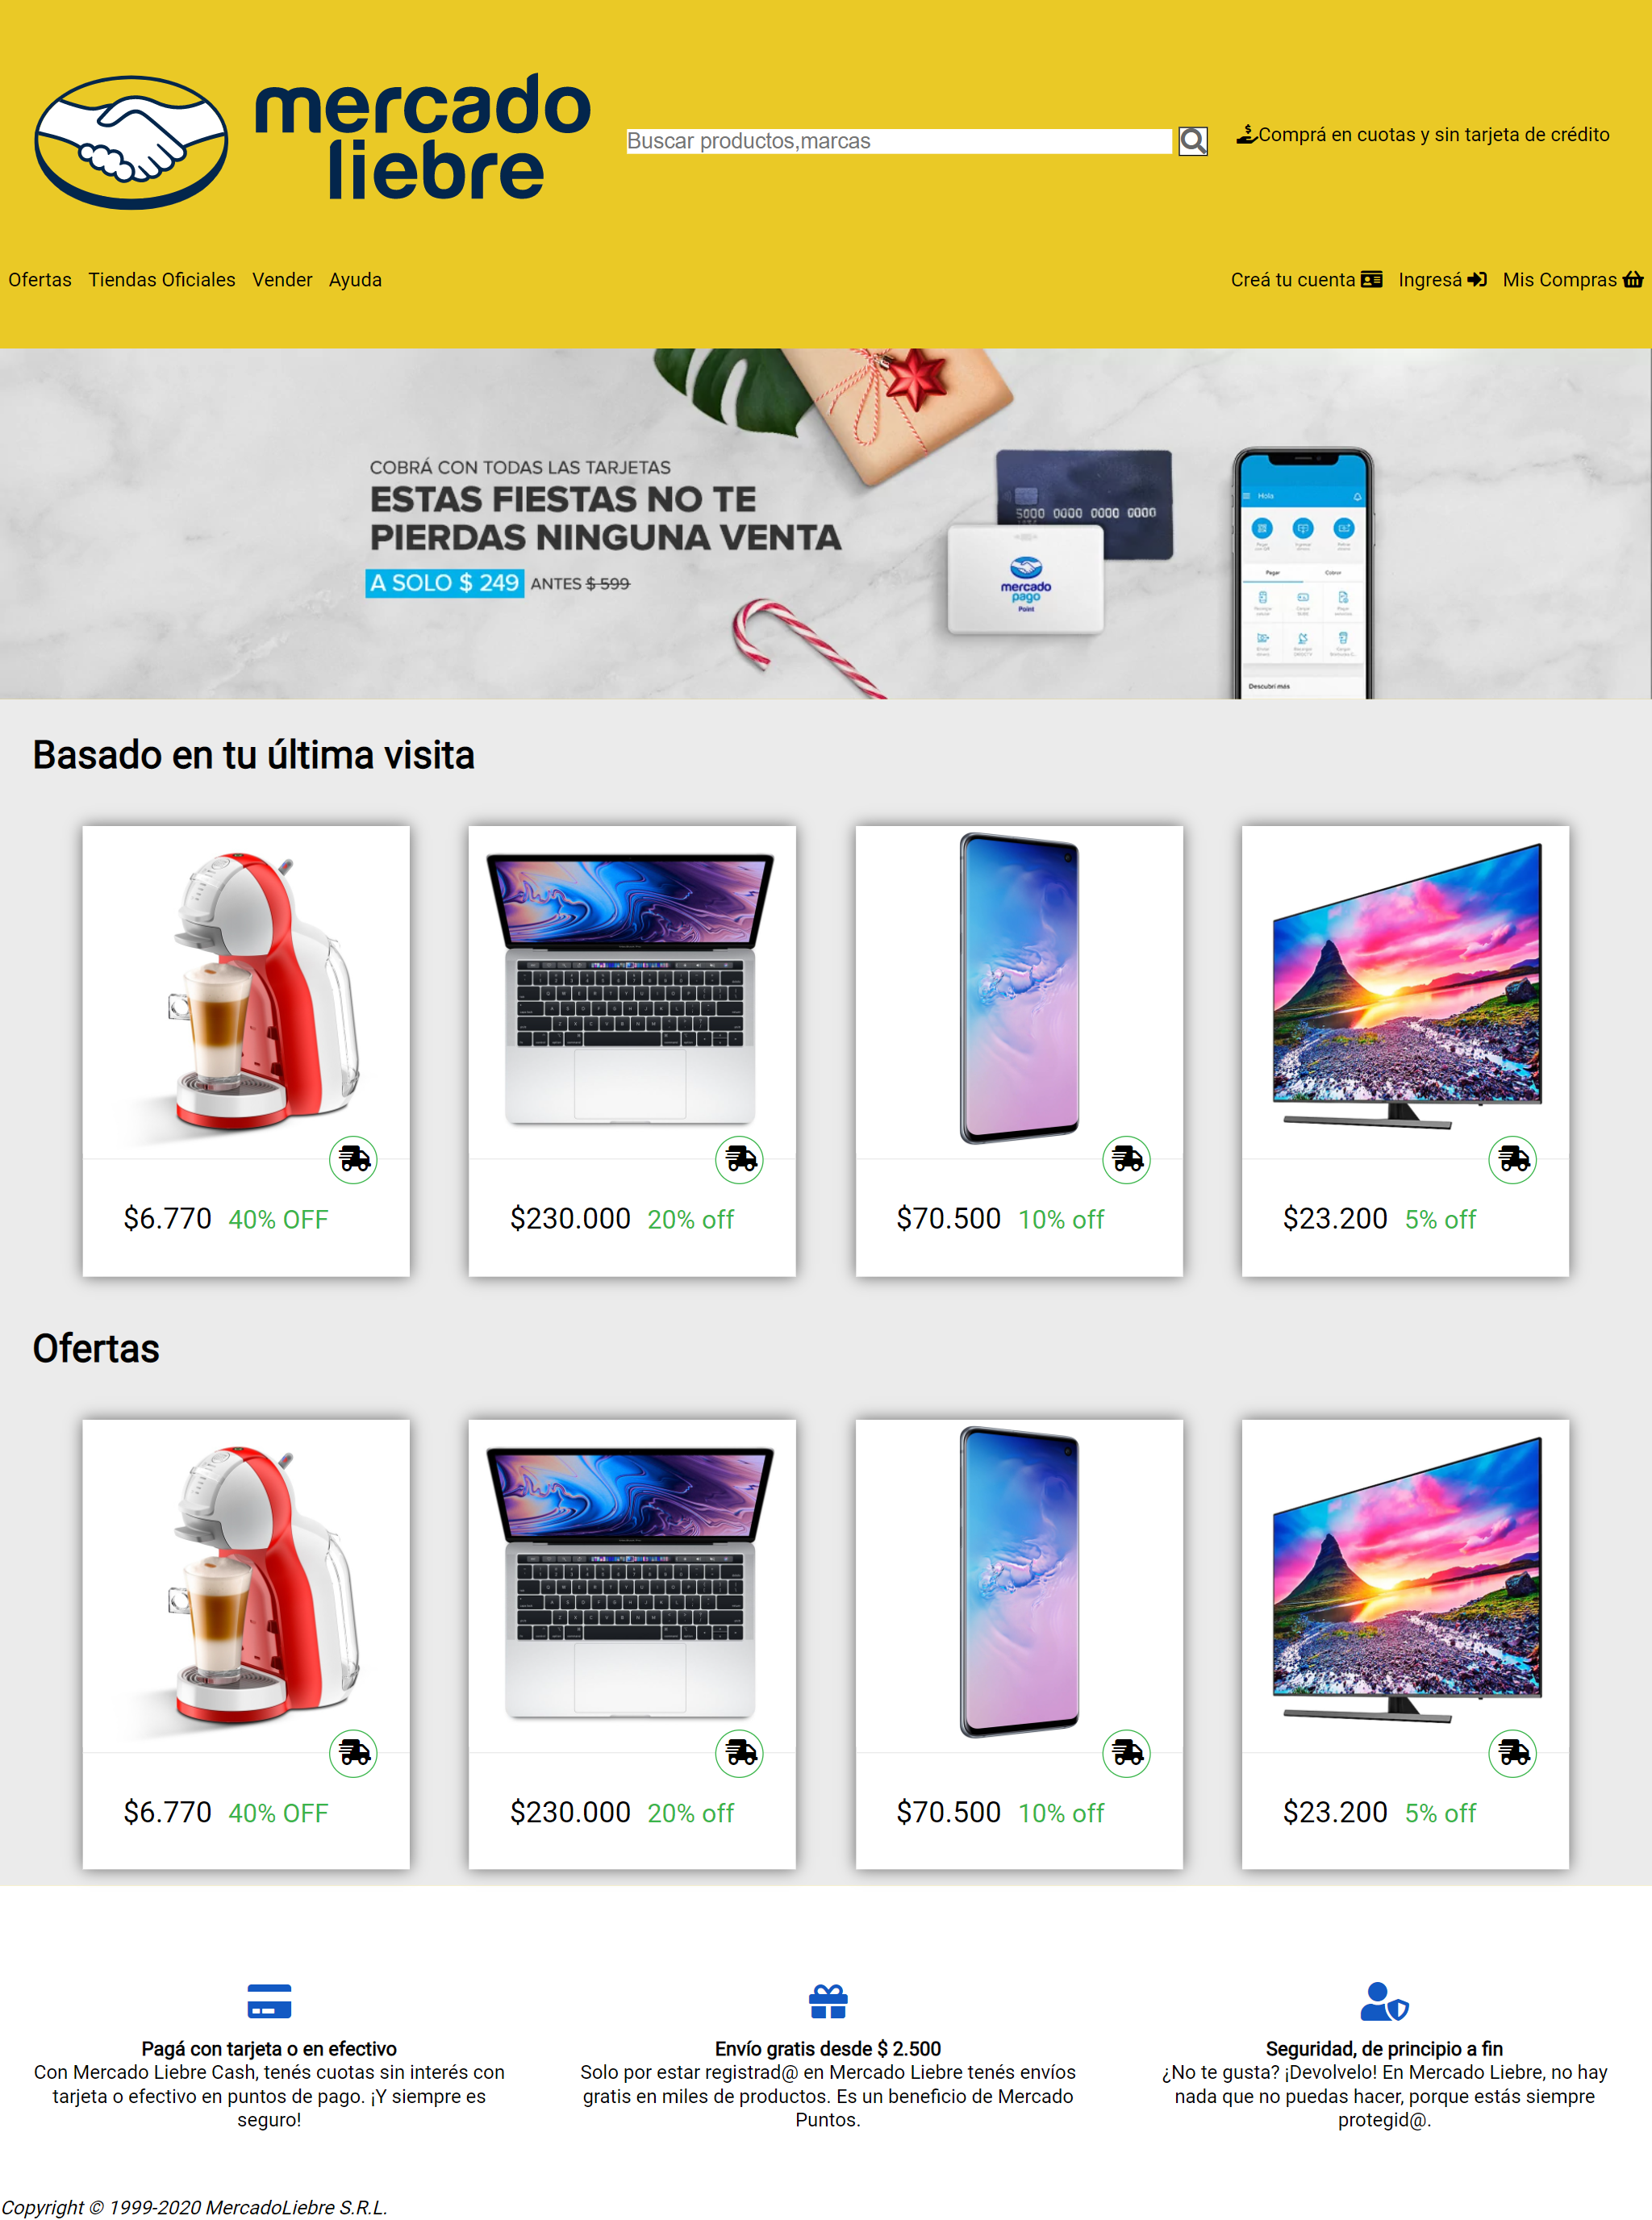 mercado
liebre
Buscar productos,marcas
Comprá en cuotas y sin tarjeta de crédito
Ofertas Tiendas Oficiales Vender Ayuda
Creá tu cuenta Ingresá Mis Compras
COBRÁ CON TODAS LAS TARJETAS
ESTAS FIESTAS NO TE
PIERDAS NINGUNA VENTA
A SOLO $ 249 ANTES $ 599
5000 0000 0000 0000
mercado
pago
Point
Hola
Pagar Cobrar
Descubrí más
Basado en tu última visita
$6.770 40% OFF
$230.000 20% off
$70.500 10% off
$23.200 5% off
Ofertas
$6.770 40% OFF
$230.000 20% off
$70.500 10% off
$23.200 5% off
Pagá con tarjeta o en efectivo
Con Mercado Liebre Cash, tenés cuotas sin interés con
tarjeta o efectivo en puntos de pago. ¡Y siempre es
seguro!
Envío gratis desde $ 2.500
Solo por estar registrad@ en Mercado Liebre tenés envíos
gratis en miles de productos. Es un beneficio de Mercado
Puntos.
Seguridad, de principio a fin
¿No te gusta? ¡Devolvelo! En Mercado Liebre, no hay
nada que no puedas hacer, porque estás siempre
protegid@.
Copyright © 1999-2020 MercadoLiebre S.R.L.